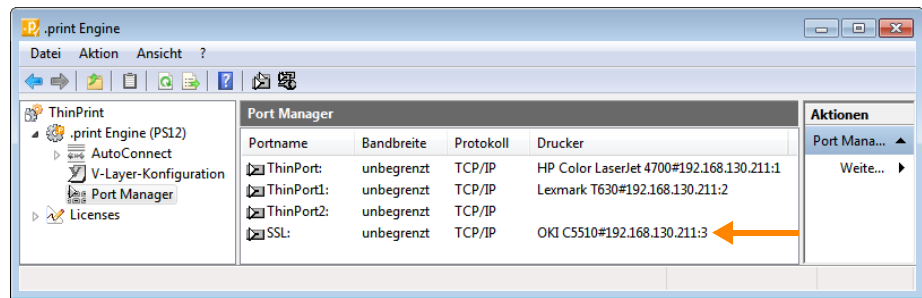 .print Engine
Datei Aktion Ansicht ?
ThinPrint
.print Engine (PS12)
AutoConnect
V-Layer-Konfiguration
Port Manager
Licenses
Port Manager
Portname Bandbreite Protokoll Drucker
ThinPort: unbegrenzt TCP/IP HP Color LaserJet 4700#192.168.130.211:1
ThinPort1: unbegrenzt TCP/IP Lexmark T630#192.168.130.211:2
ThinPort2: unbegrenzt TCP/IP
SSL: unbegrenzt TCP/IP OKI C5510#192.168.130.211:3
Aktionen
Port Mana...
Weite...